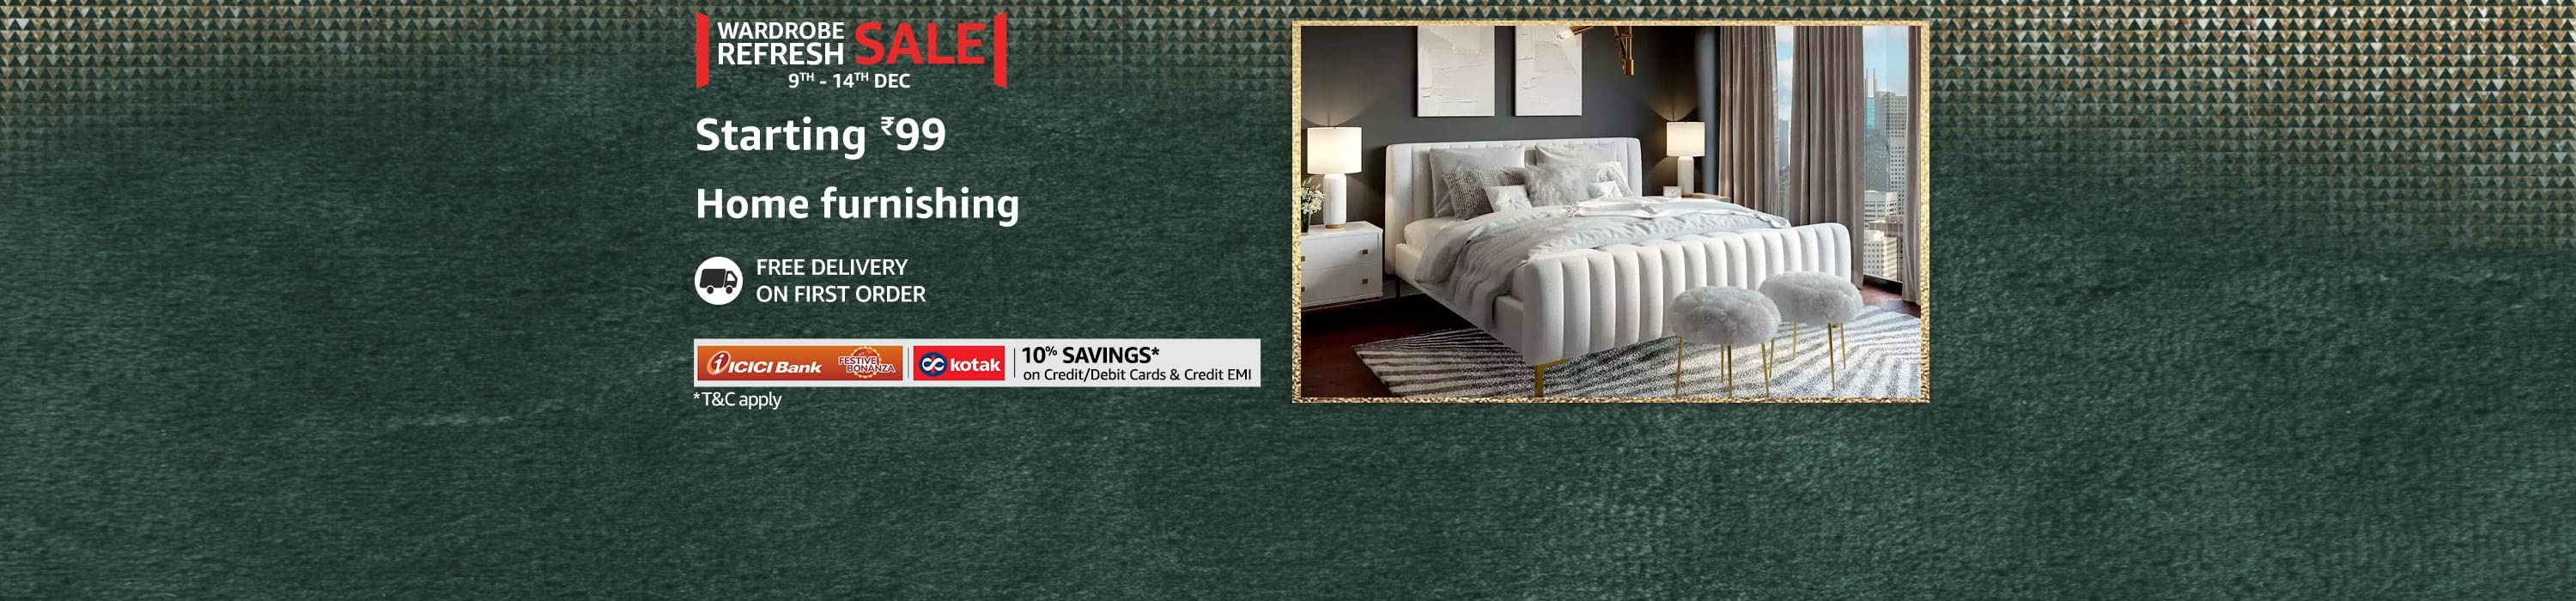 WARDROBE
REFRESH SALE
9TH - 14TH DEC
Starting ₹99
Home furnishing
FREE DELIVERY
ON FIRST ORDER
ICICI Bank FESTIVE BONANZA kotak 10% SAVINGS*
on Credit/Debit Cards & Credit EMI
*T&C apply